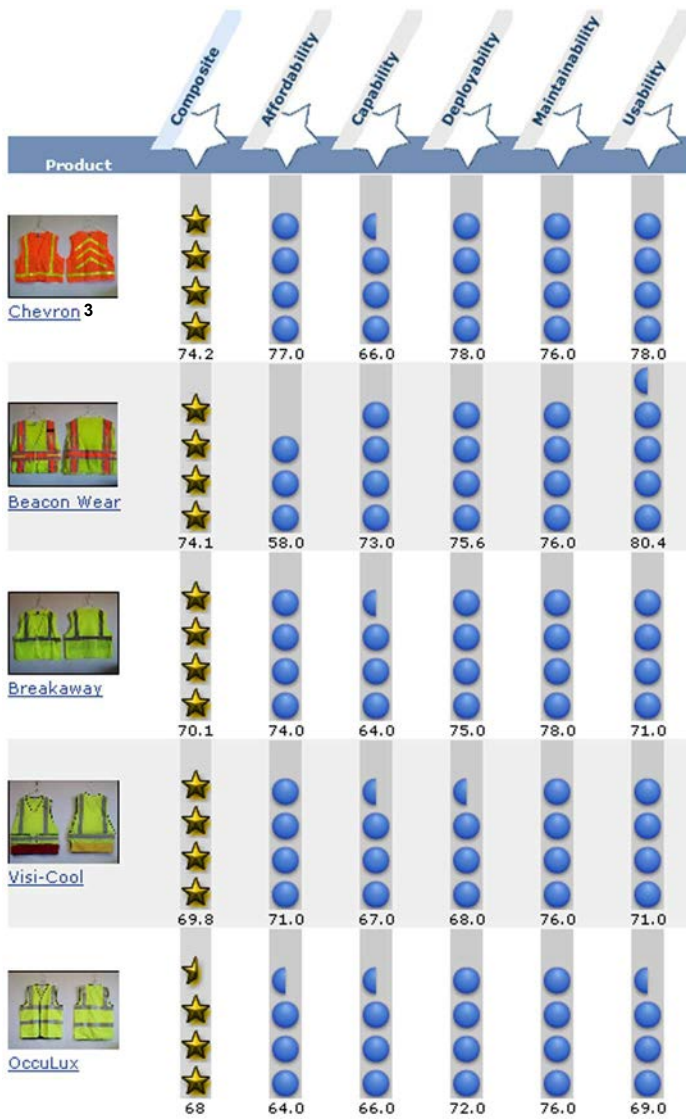 Composite
Affordability
Capability
Deployabilty
Maintainability
Usability
Product
Chevron 3
74.2 77.0 66.0 78.0 76.0 78.0
Beacon Wear
74.1 58.0 73.0 75.6 76.0 80.4
Breakaway
70.1 74.0 64.0 75.0 78.0 71.0
Visi-Cool
69.8 71.0 67.0 68.0 76.0 71.0
OccuLux
68 64.0 66.0 72.0 76.0 69.0